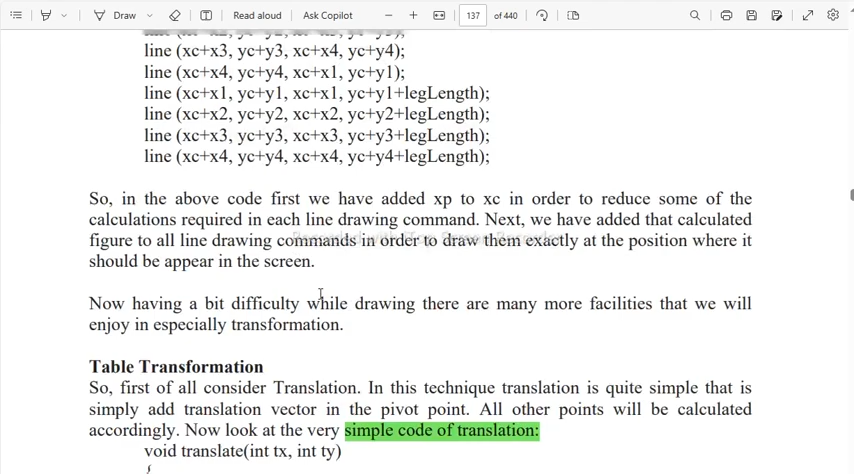 Draw
Read aloud
Ask Copilot
137 of 440
line (xc+x3, yc+y3, xc+x4, yc+y4);
line (xc+x4, yc+y4, xc+x1, yc+y1);
line (xc+x1, yc+y1, xc+x1, yc+y1+legLength);
line (xc+x2, yc+y2, xc+x2, yc+y2+legLength);
line (xc+x3, yc+y3, xc+x3, yc+y3+legLength);
line (xc+x4, yc+y4, xc+x4, yc+y4+legLength);
So, in the above code first we have added xp to xc in order to reduce some of the
calculations required in each line drawing command. Next, we have added that calculated
figure to all line drawing commands in order to draw them exactly at the position where it
should be appear in the screen.
Now having a bit difficulty while drawing there are many more facilities that we will
enjoy in especially transformation.
Table Transformation
So, first of all consider Translation. In this technique translation is quite simple that is
simply add translation vector in the pivot point. All other points will be calculated
accordingly. Now look at the very simple code of translation:
void translate(int tx, int ty)
{